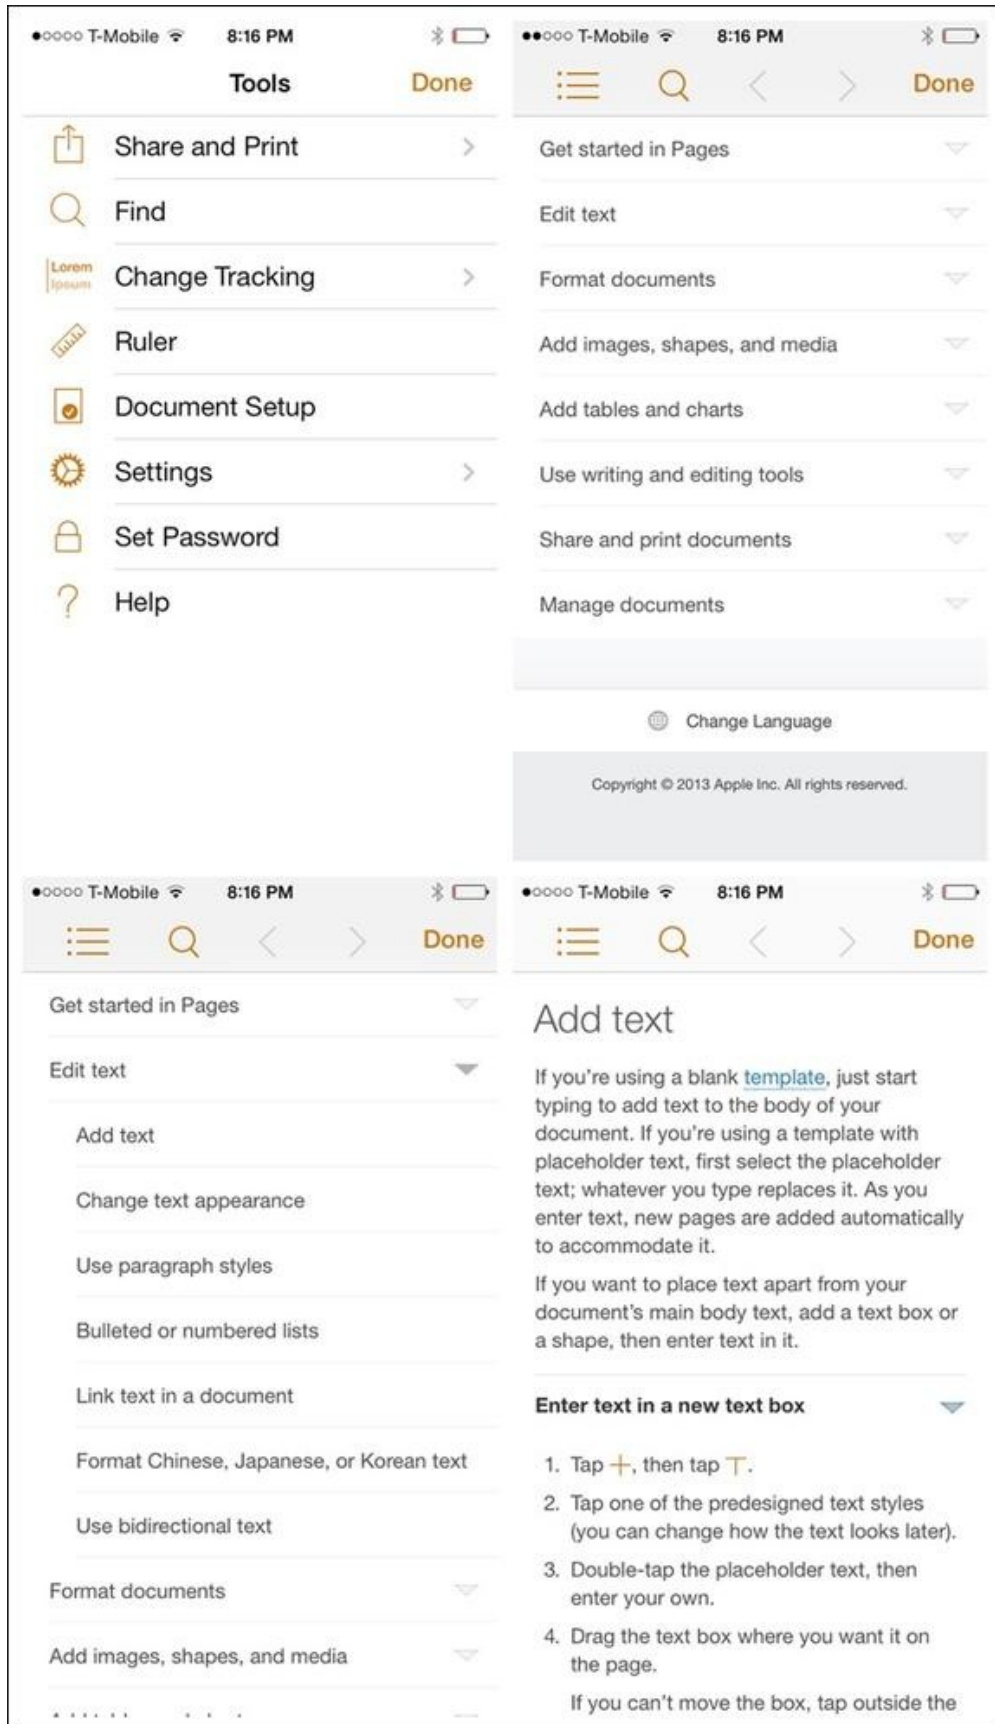 T-Mobile 8:16 PM
Tools Done
Share and Print
Find
Lorem
Ipsum
Change Tracking
Ruler
Document Setup
Settings
Set Password
Help
T-Mobile 8:16 PM
Done
Get started in Pages
Edit text
Format documents
Add images, shapes, and media
Add tables and charts
Use writing and editing tools
Share and print documents
Manage documents
Change Language
Copyright © 2013 Apple Inc. All rights reserved.
T-Mobile 8:16 PM
Done
Get started in Pages
Edit text
Add text
Change text appearance
Use paragraph styles
Bulleted or numbered lists
Link text in a document
Format Chinese, Japanese, or Korean text
Use bidirectional text
Format documents
Add images, shapes, and media
T-Mobile 8:16 PM
Done
Add text
If you're using a blank template, just start
typing to add text to the body of your
document. If you're using a template with
placeholder text, first select the placeholder
text; whatever you type replaces it. As you
enter text, new pages are added automatically
to accommodate it.
If you want to place text apart from your
document's main body text, add a text box or
a shape, then enter text in it.
Enter text in a new text box
1. Tap +, then tap T.
2. Tap one of the predesigned text styles
(you can change how the text looks later).
3. Double-tap the placeholder text, then
enter your own.
4. Drag the text box where you want it on
the page.
If you can't move the box, tap outside the